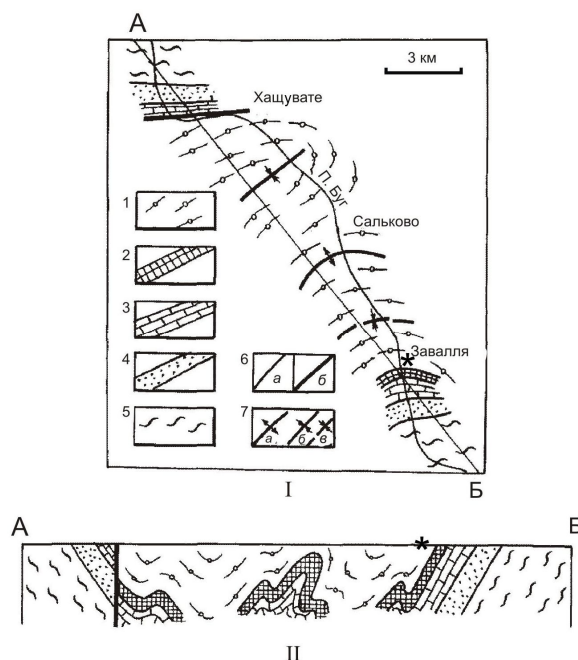 А
3 км
Хащувате
П. Буг
Сальково
Завалля
*
1
2
3
4
5
6 а б
7 а б в
I
Б
А
Б
*
II